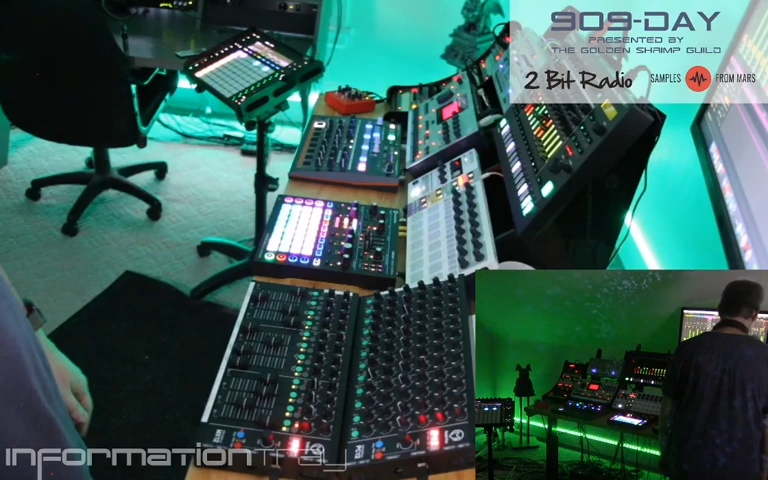 909-DAY
PRESENTED BY
THE GOLDEN SHRIMP GUILD
2 Bit Radio
SAMPLES FROM MARS
INFORMATIONTRAY